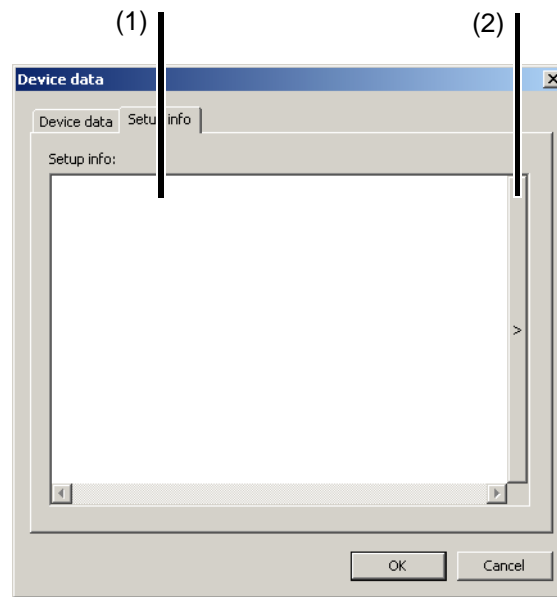 (1) (2)
Device data
Device data Setup info
Setup info:
>
OK Cancel